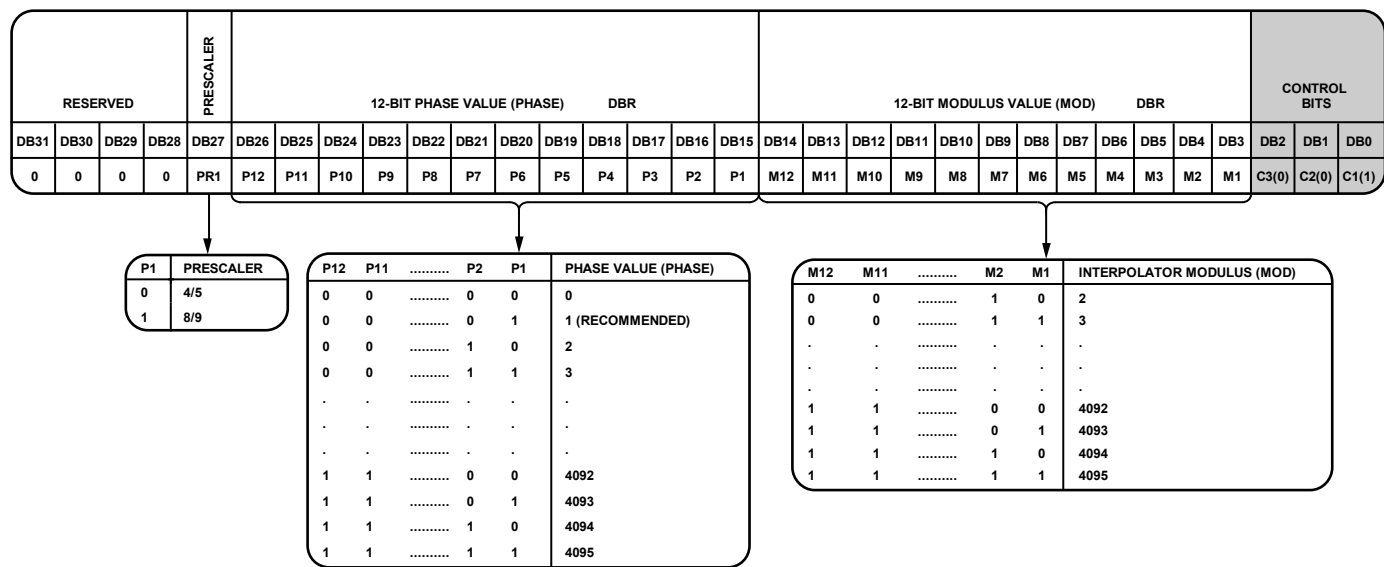 RESERVED
PRESCALER
12-BIT PHASE VALUE (PHASE) DBR
12-BIT MODULUS VALUE (MOD) DBR
CONTROL
BITS
DB31 DB30 DB29 DB28 DB27 DB26 DB25 DB24 DB23 DB22 DB21 DB20 DB19 DB18 DB17 DB16 DB15 DB14 DB13 DB12 DB11 DB10 DB9 DB8 DB7 DB6 DB5 DB4 DB3 DB2 DB1 DB0
0 0 0 0 PR1 P12 P11 P10 P9 P8 P7 P6 P5 P4 P3 P2 P1 M12 M11 M10 M9 M8 M7 M6 M5 M4 M3 M2 M1 C3(0) C2(0) C1(1)
P1 PRESCALER
0 4/5
1 8/9
P12 P11 .......... P2 P1 PHASE VALUE (PHASE)
0 0 .......... 0 0 0
0 0 .......... 0 1 1 (RECOMMENDED)
0 0 .......... 1 0 2
0 0 .......... 1 1 3
. . .......... . . .
. . .......... . . .
. . .......... . . .
1 1 .......... 0 0 4092
1 1 .......... 0 1 4093
1 1 .......... 1 0 4094
1 1 .......... 1 1 4095
M12 M11 .......... M2 M1 INTERPOLATOR MODULUS (MOD)
0 0 .......... 1 0 2
0 0 .......... 1 1 3
. . .......... . . .
. . .......... . . .
. . .......... . . .
1 1 .......... 0 0 4092
1 1 .......... 0 1 4093
1 1 .......... 1 0 4094
1 1 .......... 1 1 4095